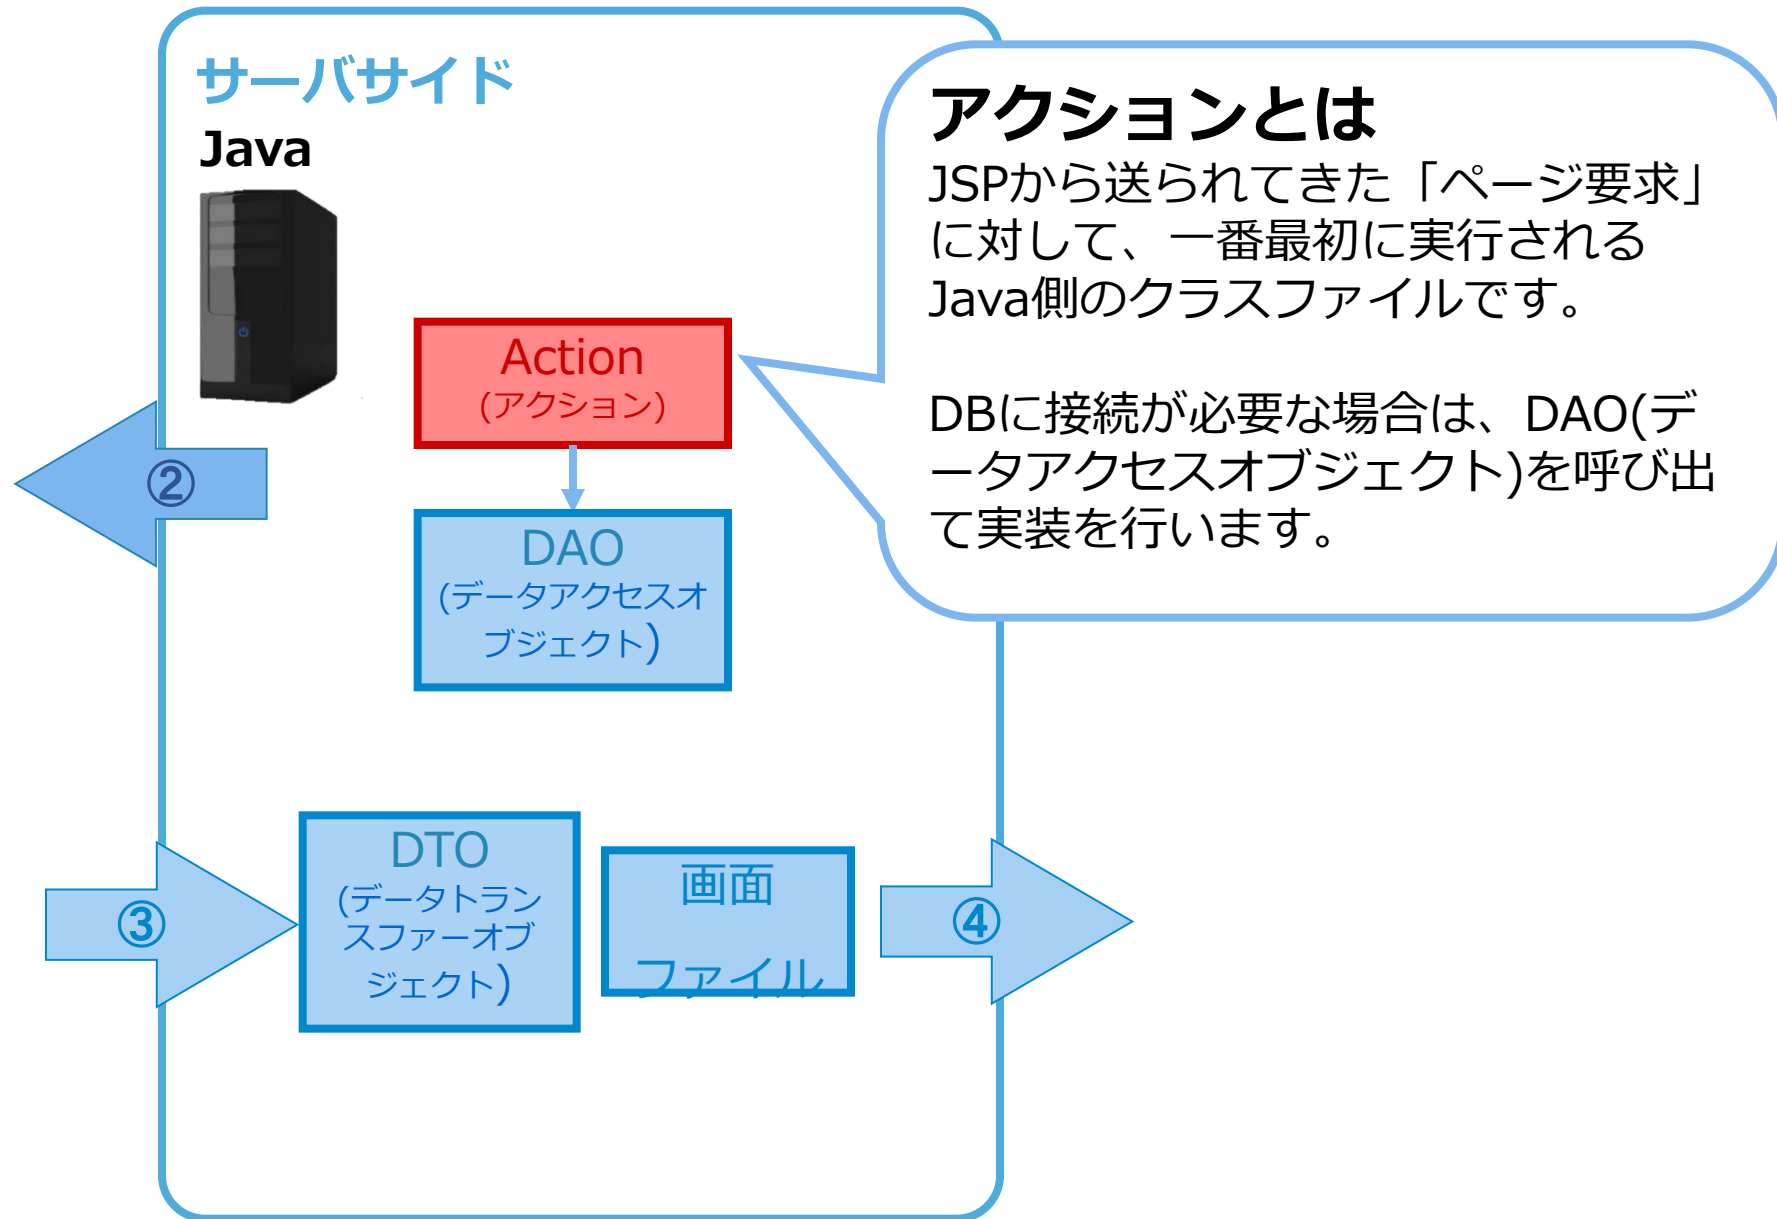 サーバサイド
Java
アクションとは
JSPから送られてきた「ページ要求」
に対して、一番最初に実行される
Java側のクラスファイルです。
DBに接続が必要な場合は、DAO(デ
ータアクセスオブジェクト)を呼び出
て実装を行います。
Action
(アクション)
②
DAO
(データアクセスオ
ブジェクト)
③
DTO
(データトラン
スファーオブ
ジェクト)
画面
ファイル
④